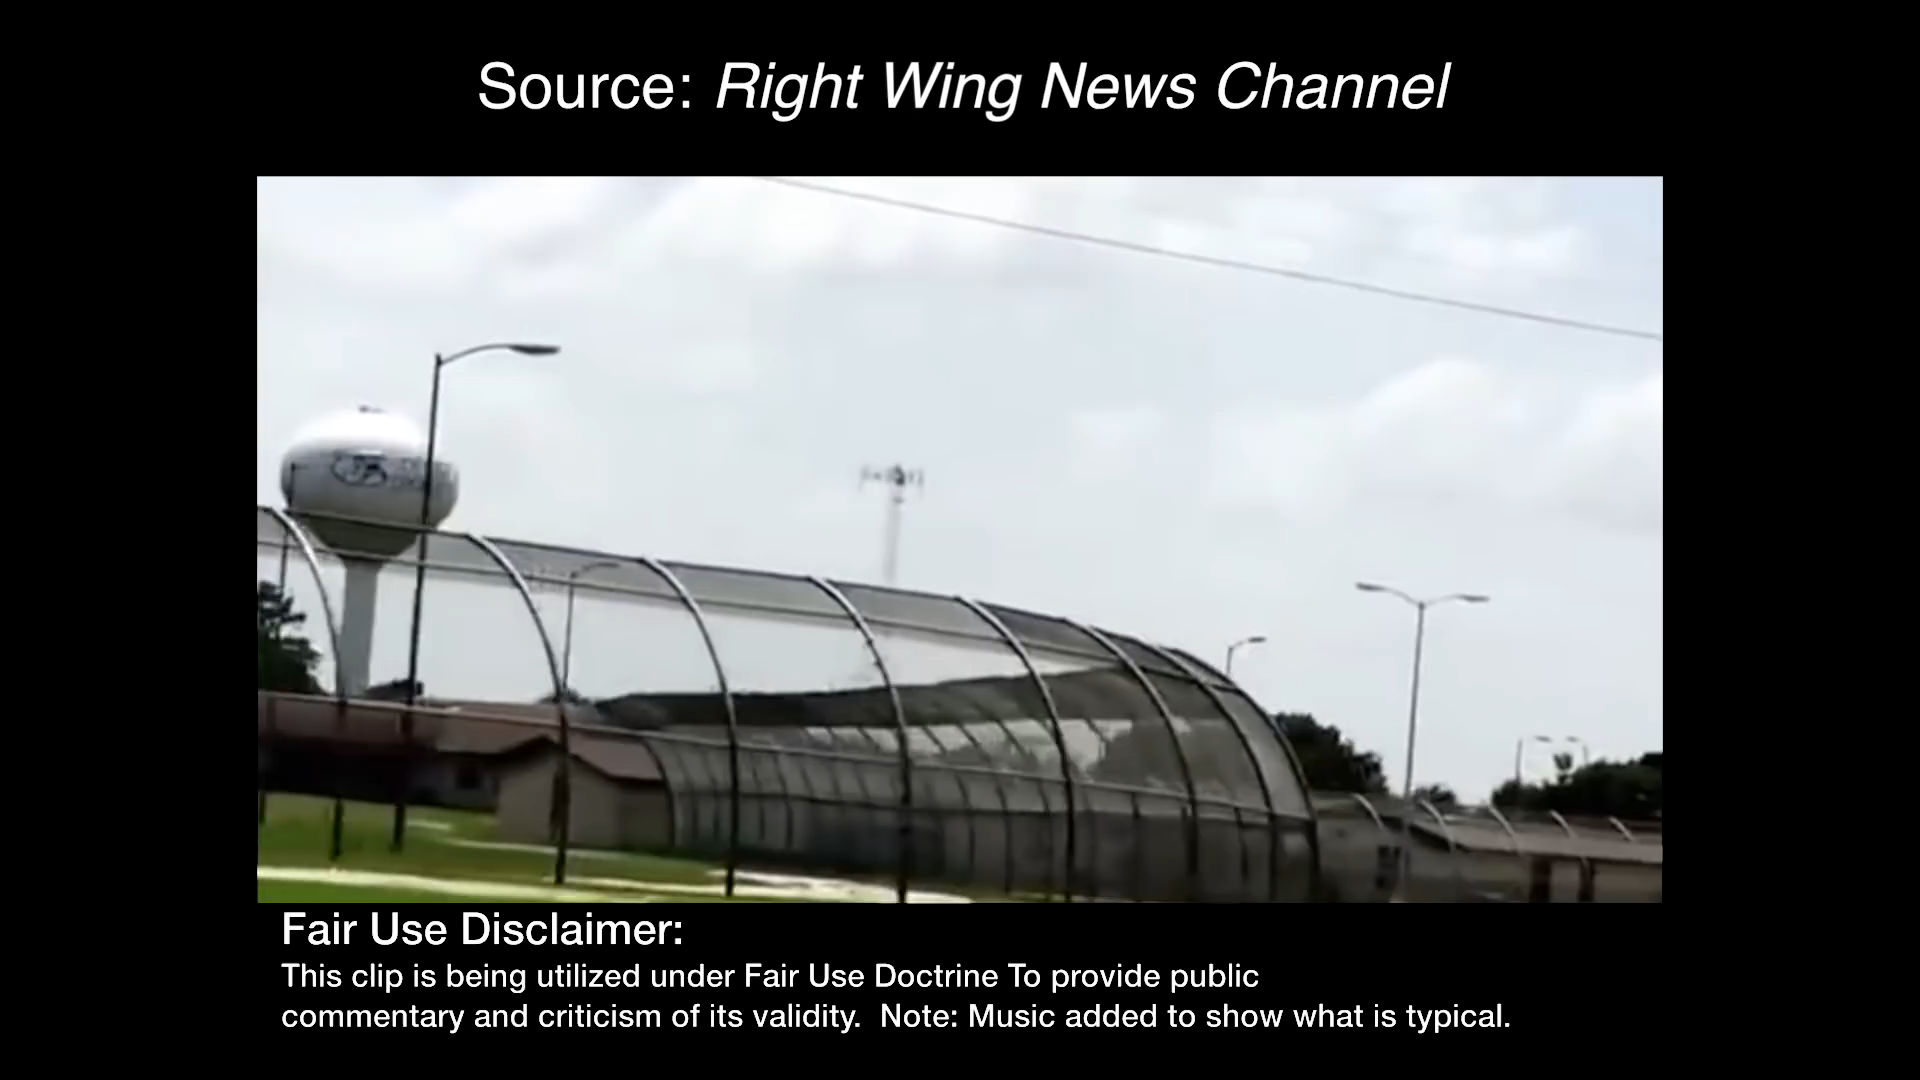 Source: Right Wing News Channel
Fair Use Disclaimer:
This clip is being utilized under Fair Use Doctrine To provide public
commentary and criticism of its validity.  Note: Music added to show what is typical.